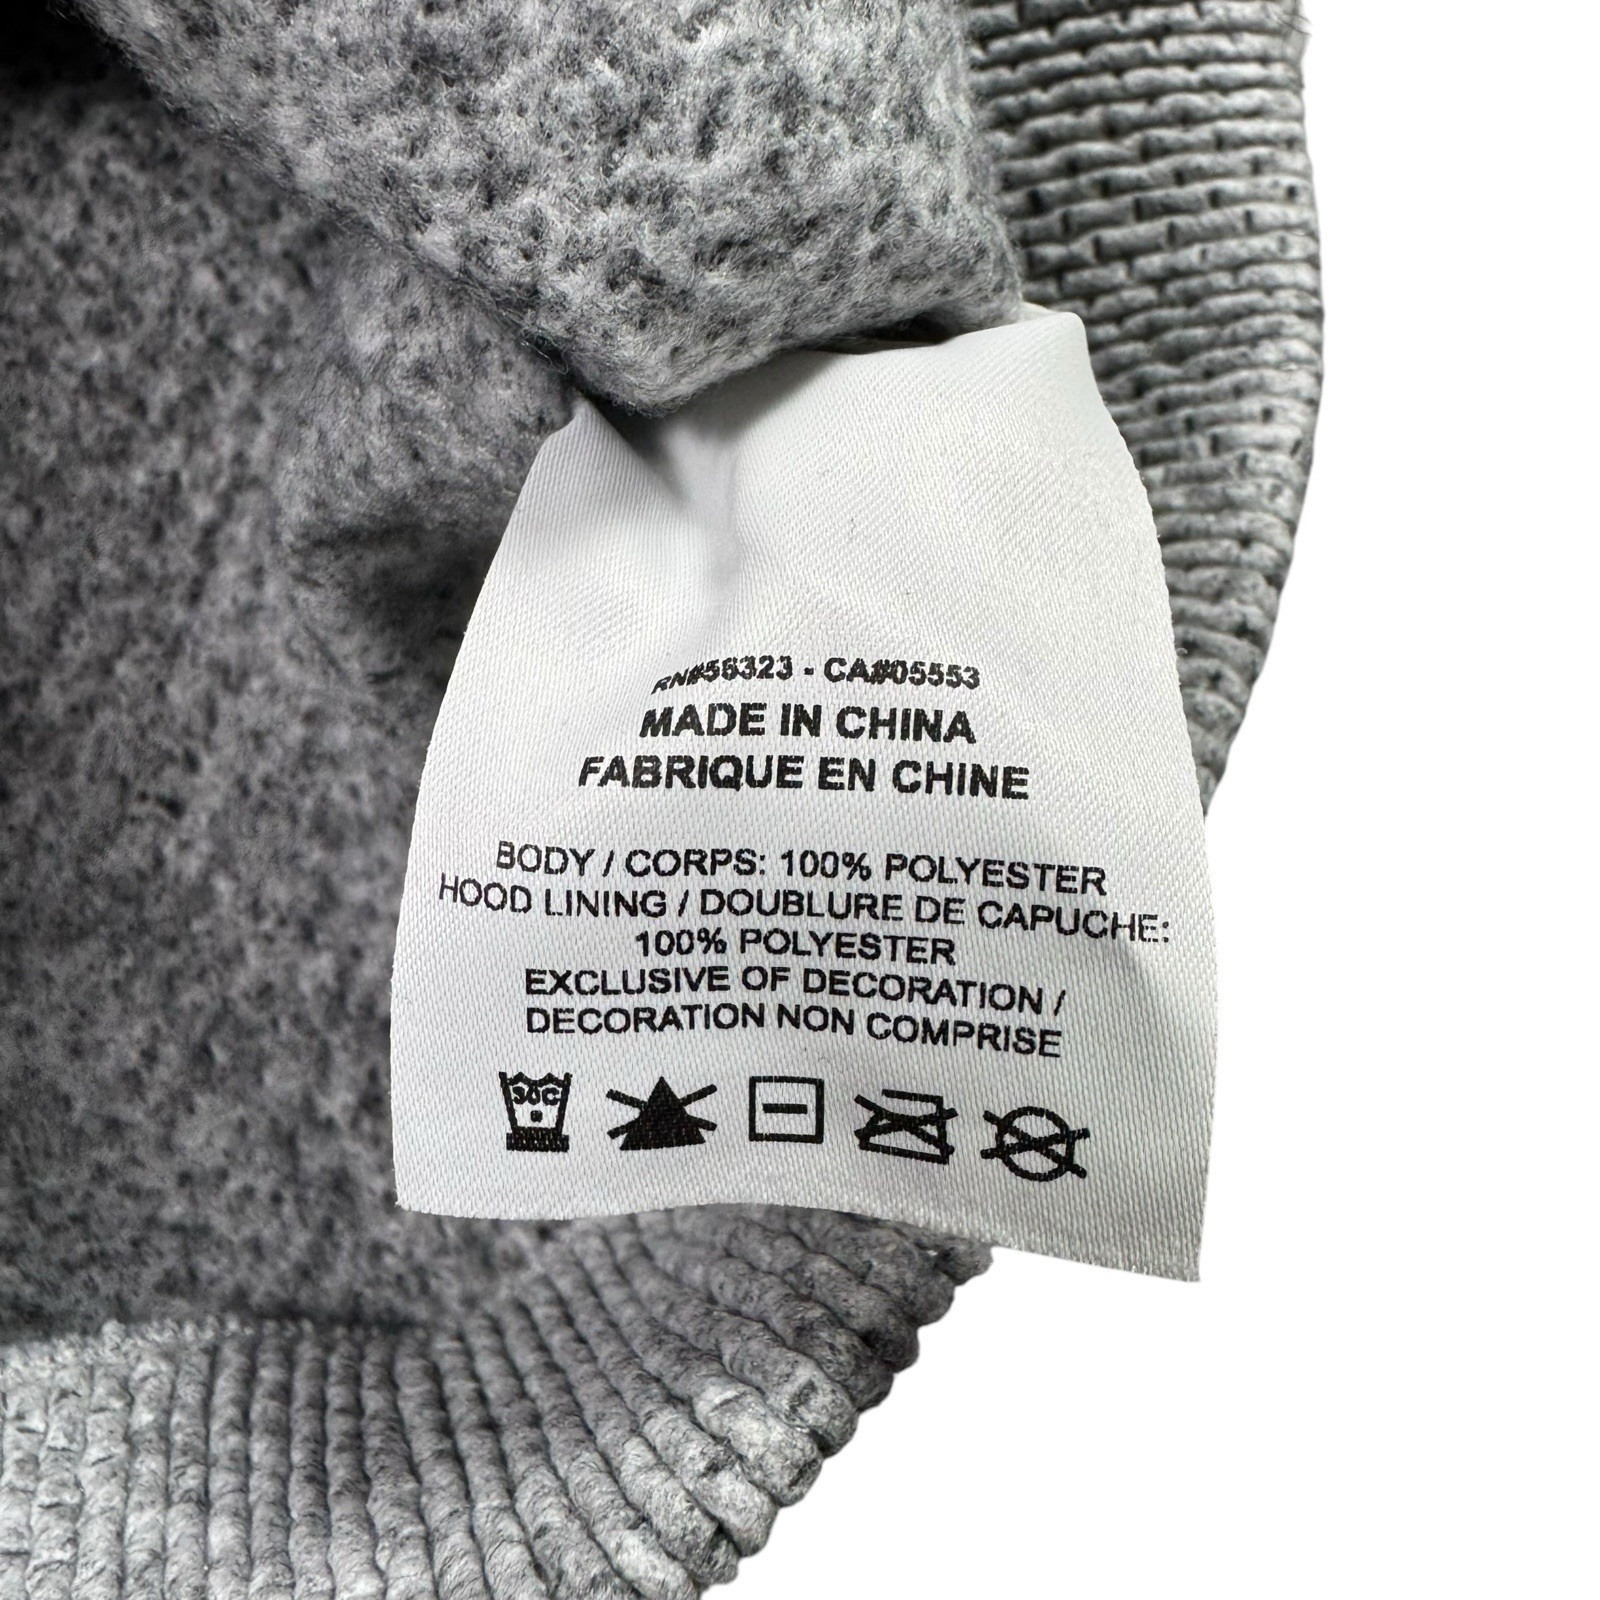 RN#56323 - CA#05553
MADE IN CHINA
FABRIQUE EN CHINE
BODY / CORPS: 100% POLYESTER
HOOD LINING / DOUBLURE DE CAPUCHE:
100% POLYESTER
EXCLUSIVE OF DECORATION /
DECORATION NON COMPRISE
30C